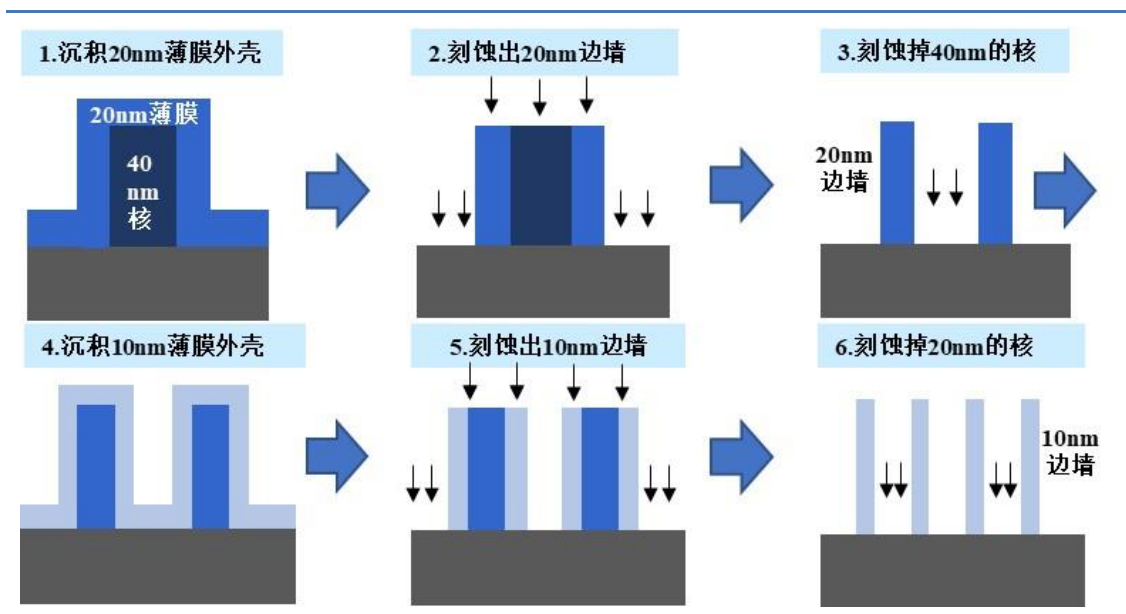 1.沉积20nm薄膜外壳
2.刻蚀出20nm边墙
3.刻蚀掉40nm的核
20nm薄膜
40
nm
核
20nm
边墙
4.沉积10nm薄膜外壳
5.刻蚀出10nm边墙
6.刻蚀掉20nm的核
10nm
边墙